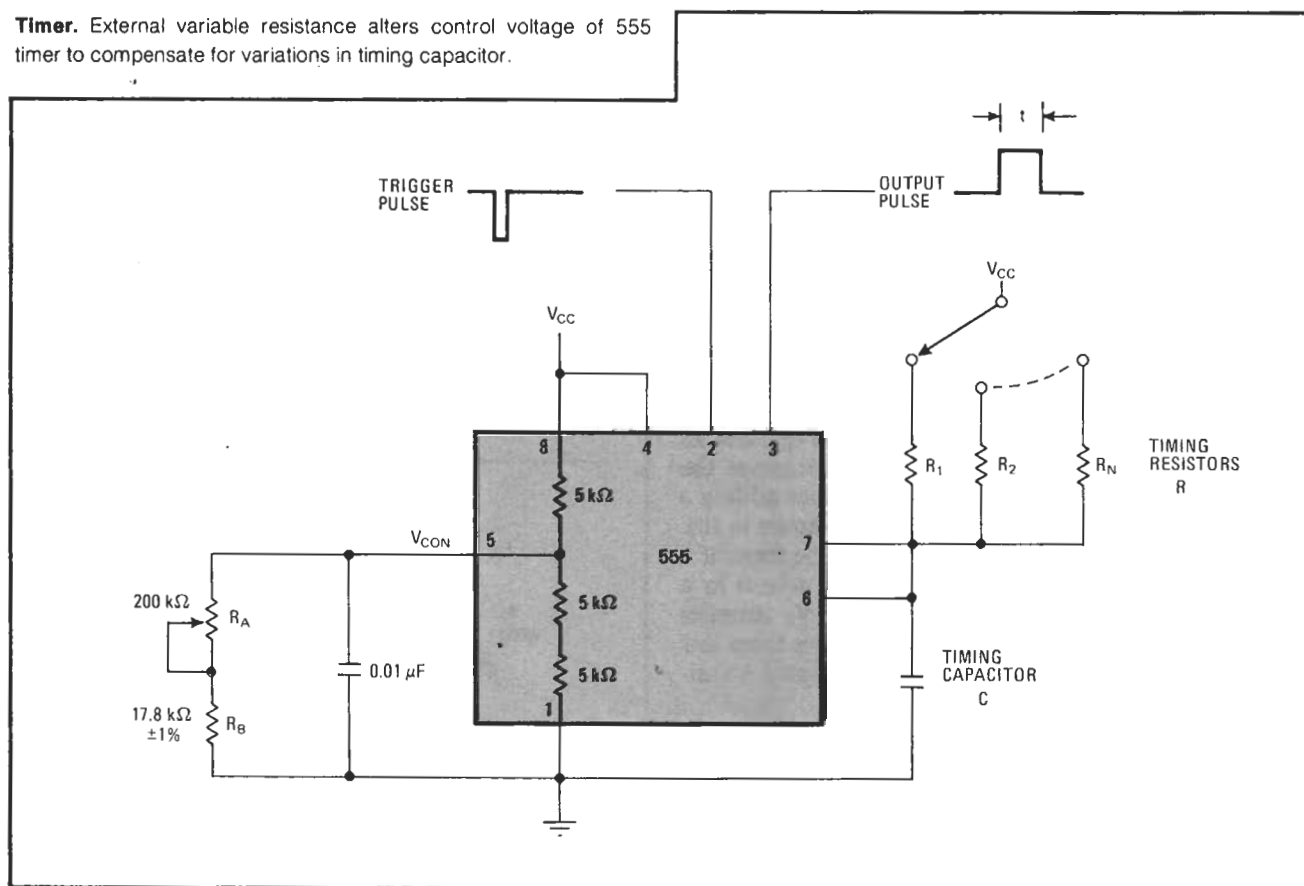 Timer. External variable resistance alters control voltage of 555
timer to compensate for variations in timing capacitor.
t
TRIGGER
PULSE
OUTPUT
PULSE
VCC
VCC
8
4
2
3
R1
R2
RN
TIMING
RESISTORS
R
5 kΩ
VCON
5
555
7
200 kΩ
RA
5 kΩ
6
0.01 µF
TIMING
CAPACITOR
C
17.8 kΩ
±1%
RB
5 kΩ
1